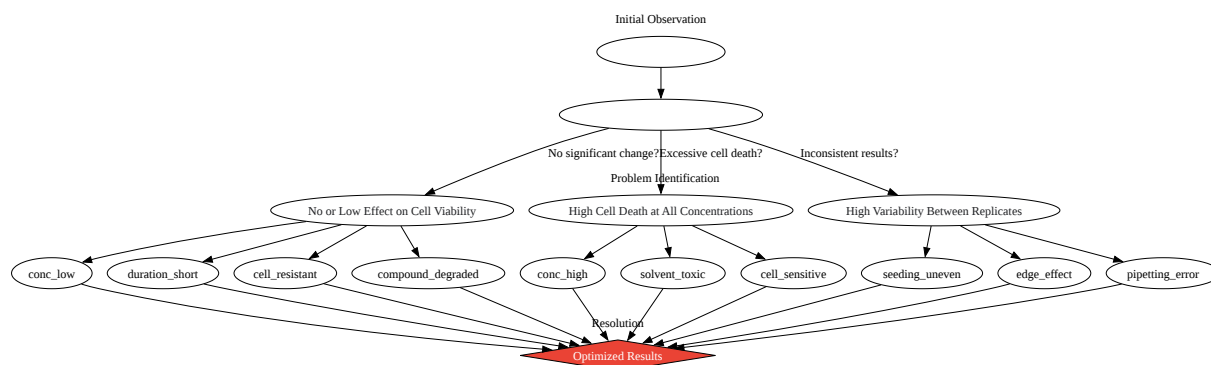 Initial Observation
No significant change?
Excessive cell death?
Inconsistent results?
Problem Identification
No or Low Effect on Cell Viability
High Cell Death at All Concentrations
High Variability Between Replicates
conc_low
duration_short
cell_resistant
compound_degraded
conc_high
solvent_toxic
cell_sensitive
seeding_uneven
edge_effect
pipetting_error
Resolution
Optimized Results